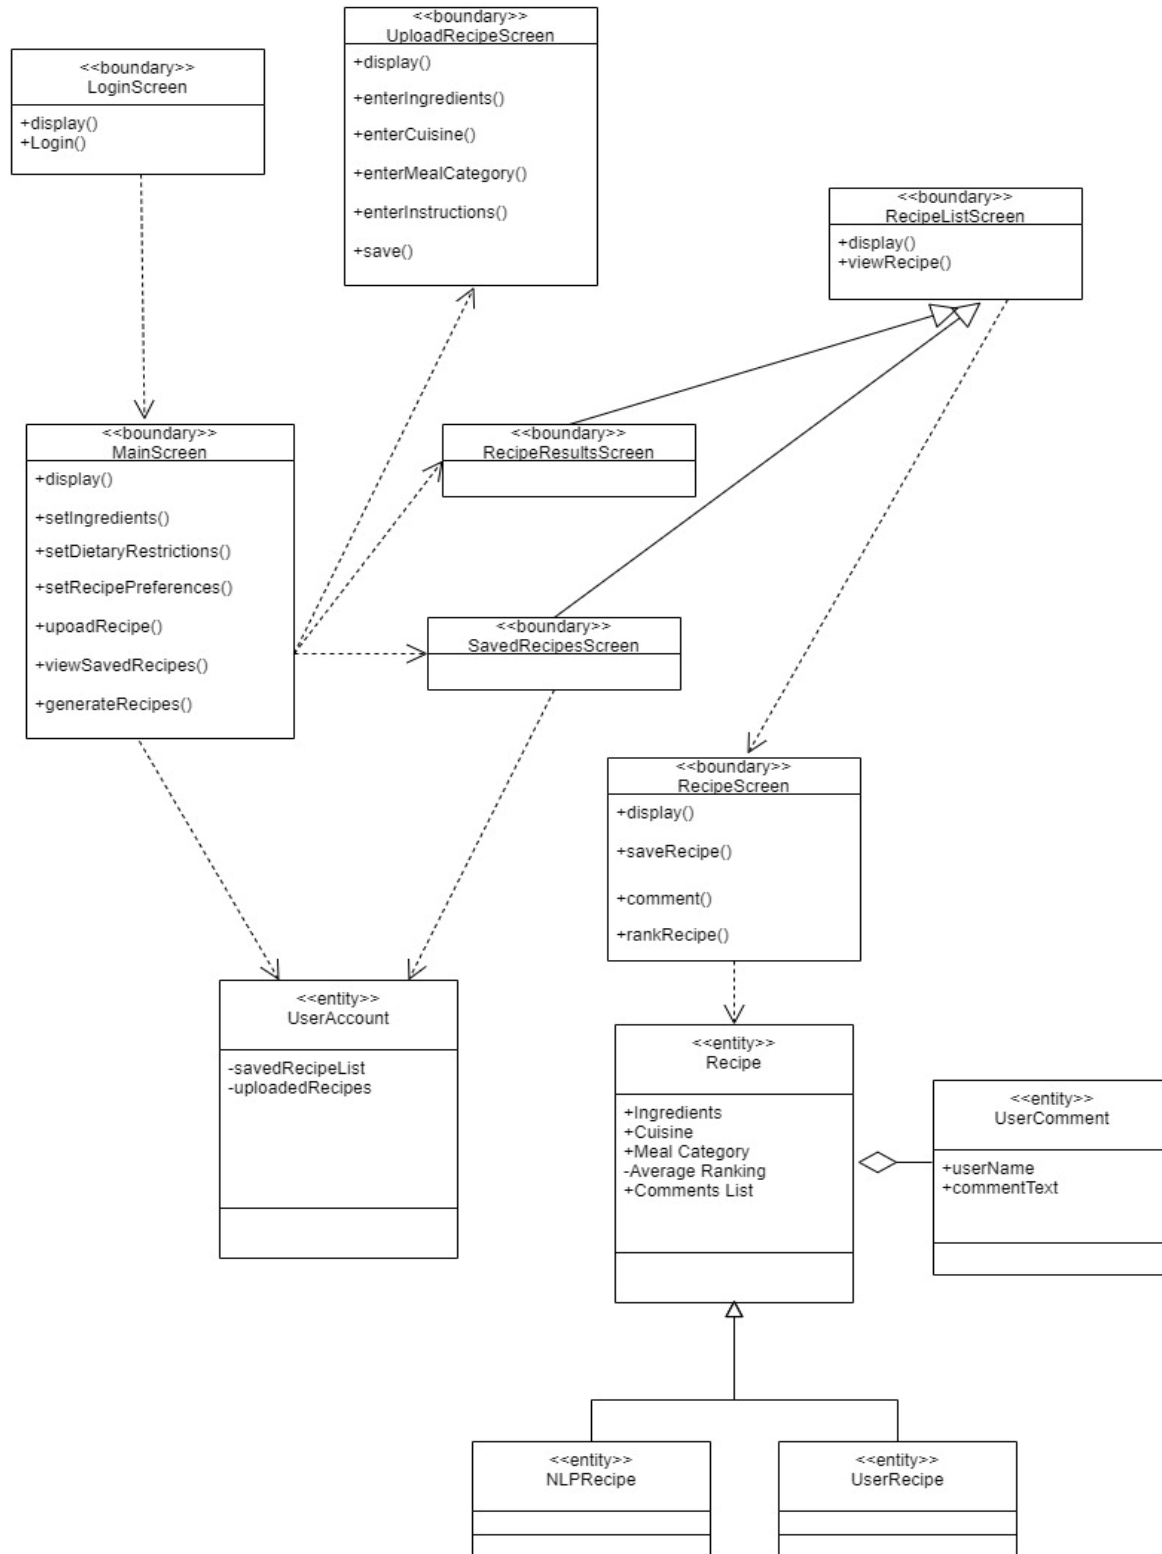 <<boundary>>
UploadRecipeScreen
+display()
+enterIngredients()
+enterCuisine()
+enterMealCategory()
+enterInstructions()
+save()
<<boundary>>
LoginScreen
+display()
+Login()
<<boundary>>
RecipeListScreen
+display()
+viewRecipe()
<<boundary>>
MainScreen
+display()
+setIngredients()
+setDietaryRestrictions()
+setRecipePreferences()
+upoadRecipe()
+viewSavedRecipes()
+generateRecipes()
<<boundary>>
RecipeResultsScreen
<<boundary>>
SavedRecipesScreen
<<boundary>>
RecipeScreen
+display()
+saveRecipe()
+comment()
+rankRecipe()
<<entity>>
UserAccount
-savedRecipeList
-uploadedRecipes
<<entity>>
Recipe
+Ingredients
+Cuisine
+Meal Category
-Average Ranking
+Comments List
<<entity>>
UserComment
+userName
+commentText
<<entity>>
NLPRecipe
<<entity>>
UserRecipe